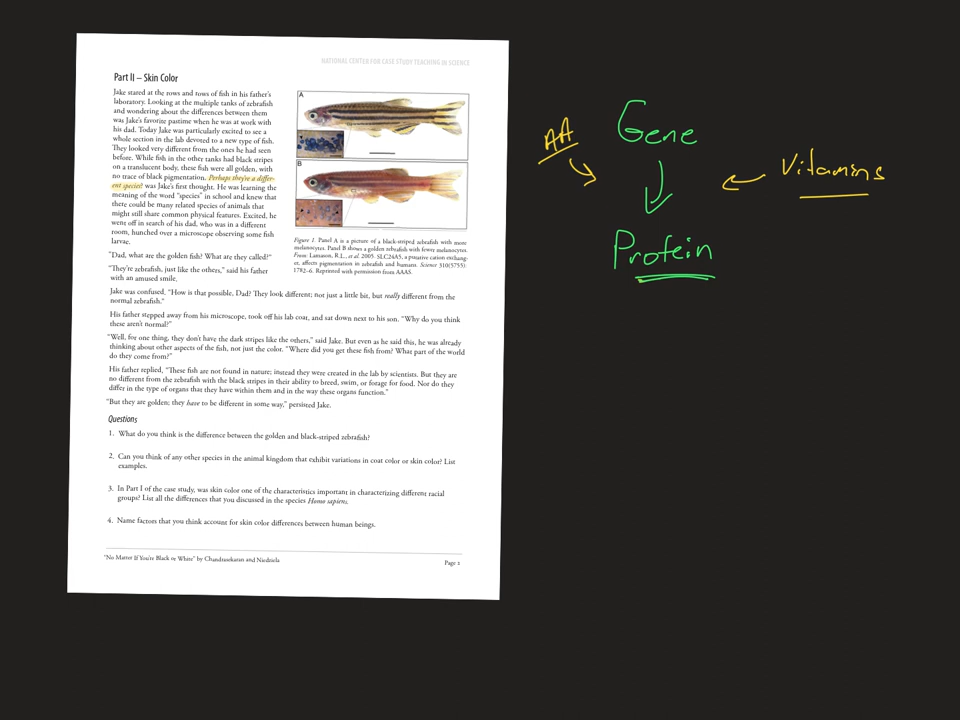 NATIONAL CENTER FOR CASE STUDY TEACHING IN SCIENCE
Part II – Skin Color
Jake stared at the rows and rows of fish in his father's
laboratory. Looking at the multiple tanks of zebrafish
and wondering about the differences between them
was Jake's favorite pastime when he was at work with
his dad. Today Jake was particularly excited to see a
whole section in the lab devoted to a new type of fish.
They looked very different from the ones he had seen
before. While fish in the other tanks had black stripes
on a translucent body, these fish were all golden, with
no trace of black pigmentation. Perhaps they're a differ-
ent species? was Jake's first thought. He was learning the
meaning of the word "species" in school and knew that
there could be many related species of animals that
might still share common physical features. Excited, he
went off in search of his dad, who was in a different
room, hunched over a microscope observing some fish
larvae.
A
B
Figure 1. Panel A is a picture of a black-striped zebrafish with more
melanocytes. Panel B shows a golden zebrafish with fewer melanocytes.
From: Lamason, R.L., et al. 2005. SLC24A5, a putative cation exchang-
er, affects pigmentation in zebrafish and humans. Science 310(5755):
1782–6. Reprinted with permission from AAAS.
"Dad, what are the golden fish? What are they called?"
"They're zebrafish, just like the others," said his father
with an amused smile.
Jake was confused. "How is that possible, Dad? They look different; not just a little bit, but really different from the
normal zebrafish."
His father stepped away from his microscope, took off his lab coat, and sat down next to his son. "Why do you think
these aren't normal?"
"Well, for one thing, they don't have the dark stripes like the others," said Jake. But even as he said this, he was already
thinking about other aspects of the fish, not just the color. "Where did you get these fish from? What part of the world
do they come from?"
His father replied, "These fish are not found in nature; instead they were created in the lab by scientists. But they are
no different from the zebrafish with the black stripes in their ability to breed, swim, or forage for food. Nor do they
differ in the type of organs that they have within them and in the way these organs function."
"But they are golden; they have to be different in some way," persisted Jake.
Questions
1. What do you think is the difference between the golden and black-striped zebrafish?
2. Can you think of any other species in the animal kingdom that exhibit variations in coat color or skin color? List
examples.
3. In Part I of the case study, was skin color one of the characteristics important in characterizing different racial
groups? List all the differences that you discussed in the species Homo sapiens.
4. Name factors that you think account for skin color differences between human beings.
"No Matter If You're Black or White" by Chandrasekaran and Niedziela
Page 2
AA
Gene
Vitamins
Protein